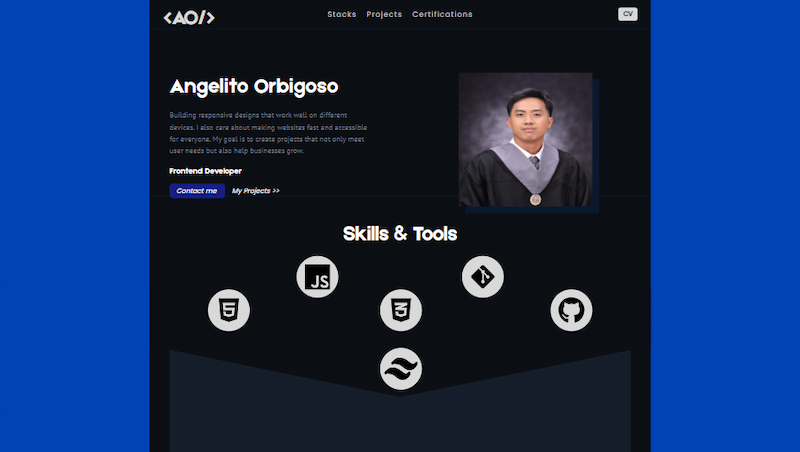 <AO/>
Stacks Projects Certifications
CV
Angelito Orbigoso
Building responsive designs that work well on different
devices. I also care about making websites fast and accessible
for everyone. My goal is to create projects that not only meet
user needs but also help businesses grow.
Frontend Developer
Contact me My Projects >>
Skills & Tools
JS
5
3